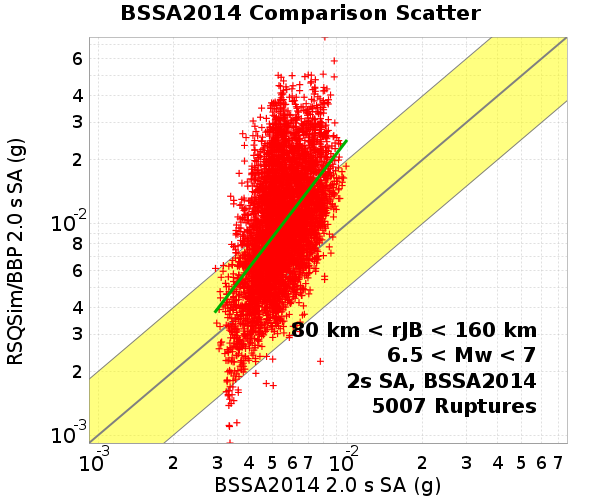 BSSA2014 Comparison Scatter
RSQSim/BBP 2.0 s SA (g)
6
4
3
2
10-2
8
6
4
3
2
10-3
80 km < rJB < 160 km
6.5 < Mw < 7
2s SA, BSSA2014
5007 Ruptures
10-3 2 3 4 5 6 7 10-2 2 3 4 5 6 7
BSSA2014 2.0 s SA (g)